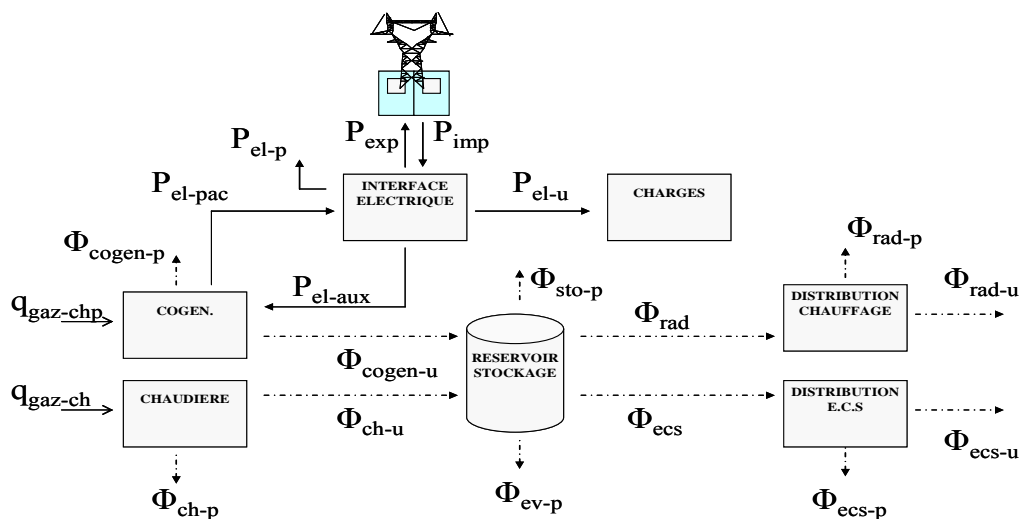 P_exp P_imp
P_el-p
P_el-pac
INTERFACE
ELECTRIQUE
P_el-u
CHARGES
Φ_cogen-p
P_el-aux
Φ_sto-p
Φ_rad-p
q_gaz-chp
COGEN.
Φ_rad
DISTRIBUTION
CHAUFFAGE
Φ_rad-u
Φ_cogen-u
RESERVOIR
STOCKAGE
q_gaz-ch
CHAUDIERE
Φ_ch-u
Φ_ecs
DISTRIBUTION
E.C.S
Φ_ecs-u
Φ_ch-p
Φ_ev-p
Φ_ecs-p